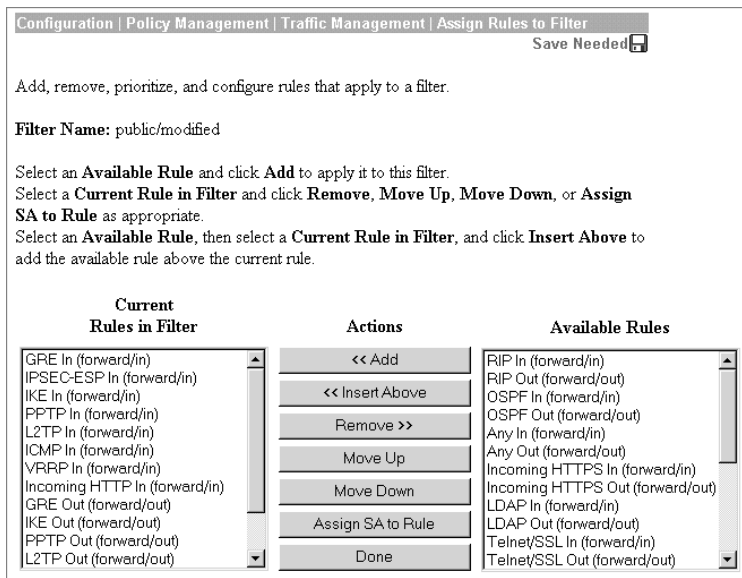 Configuration | Policy Management | Traffic Management | Assign Rules to Filter
Save Needed
Add, remove, prioritize, and configure rules that apply to a filter.
Filter Name: public/modified
Select an Available Rule and click Add to apply it to this filter.
Select a Current Rule in Filter and click Remove, Move Up, Move Down, or Assign
SA to Rule as appropriate.
Select an Available Rule, then select a Current Rule in Filter, and click Insert Above to
add the available rule above the current rule.
Current
Rules in Filter
GRE In (forward/in)
IPSEC-ESP In (forward/in)
IKE In (forward/in)
PPTP In (forward/in)
L2TP In (forward/in)
ICMP In (forward/in)
VRRP In (forward/in)
Incoming HTTP In (forward/in)
GRE Out (forward/out)
IKE Out (forward/out)
PPTP Out (forward/out)
L2TP Out (forward/out)
Actions
<< Add
<< Insert Above
Remove >>
Move Up
Move Down
Assign SA to Rule
Done
Available Rules
RIP In (forward/in)
RIP Out (forward/out)
OSPF In (forward/in)
OSPF Out (forward/out)
Any In (forward/in)
Any Out (forward/out)
Incoming HTTPS In (forward/in)
Incoming HTTPS Out (forward/out)
LDAP In (forward/in)
LDAP Out (forward/out)
Telnet/SSL In (forward/in)
Telnet/SSL Out (forward/out)